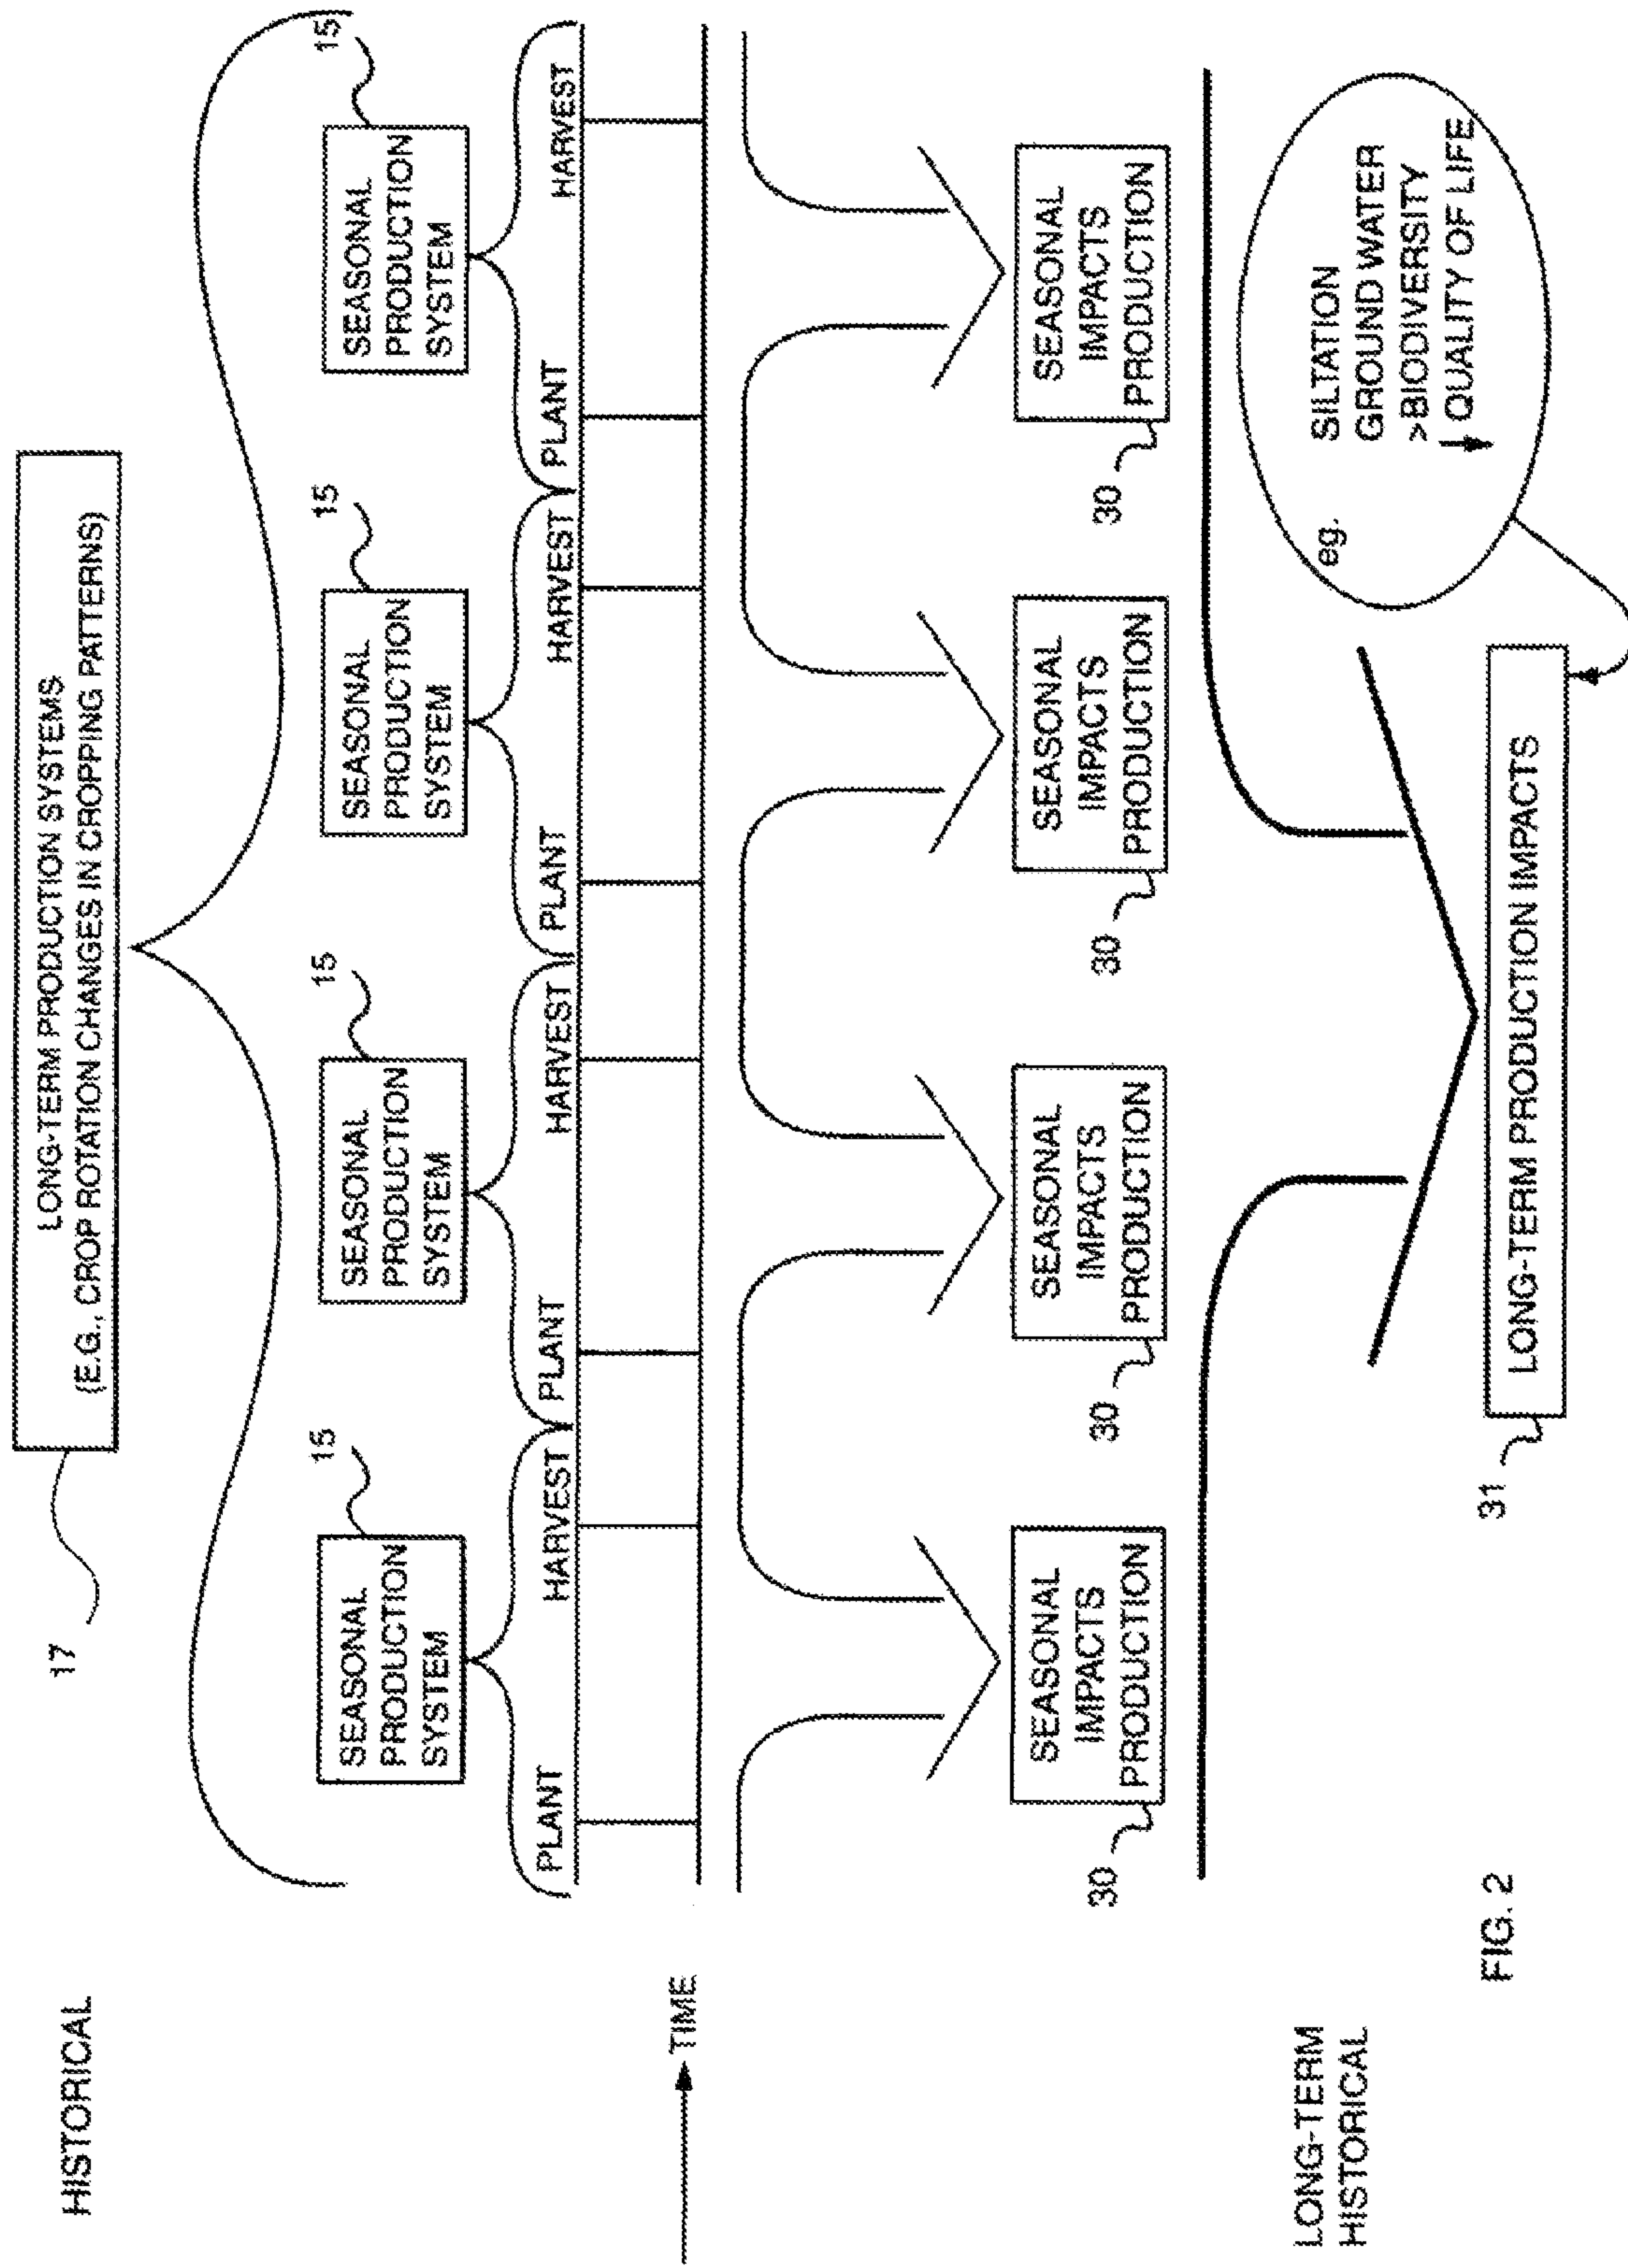 HISTORICAL
17
LONG-TERM PRODUCTION SYSTEMS
(E.G., CROP ROTATION CHANGES IN CROPPING PATTERNS)
SEASONAL
PRODUCTION
SYSTEM
15
SEASONAL
PRODUCTION
SYSTEM
15
SEASONAL
PRODUCTION
SYSTEM
15
SEASONAL
PRODUCTION
SYSTEM
15
PLANT
HARVEST
PLANT
HARVEST
PLANT
HARVEST
PLANT
HARVEST
TIME
30
SEASONAL
IMPACTS
PRODUCTION
30
SEASONAL
IMPACTS
PRODUCTION
30
SEASONAL
IMPACTS
PRODUCTION
30
SEASONAL
IMPACTS
PRODUCTION
LONG-TERM
HISTORICAL
eg.
SILTATION
GROUND WATER
>BIODIVERSITY
↓ QUALITY OF LIFE
31
LONG-TERM PRODUCTION IMPACTS
FIG. 2